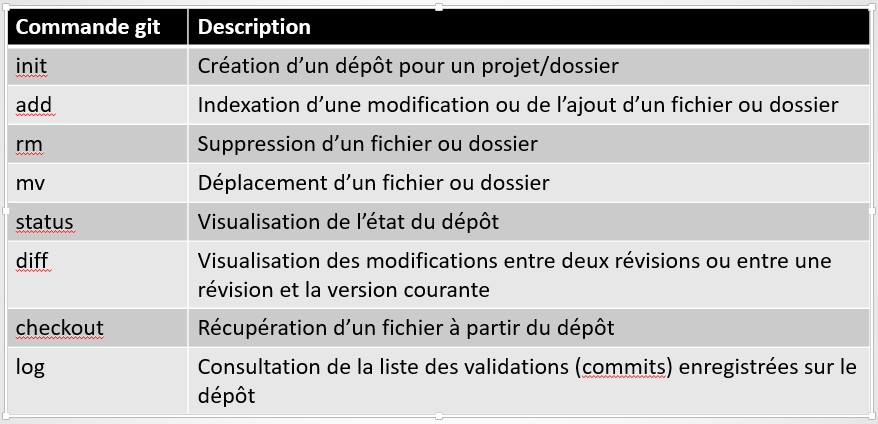 Commande git Description
init Création d’un dépôt pour un projet/dossier
add Indexation d’une modification ou de l’ajout d’un fichier ou dossier
rm Suppression d’un fichier ou dossier
mv Déplacement d’un fichier ou dossier
status Visualisation de l’état du dépôt
diff Visualisation des modifications entre deux révisions ou entre une
révision et la version courante
checkout Récupération d’un fichier à partir du dépôt
log Consultation de la liste des validations (commits) enregistrées sur le
dépôt